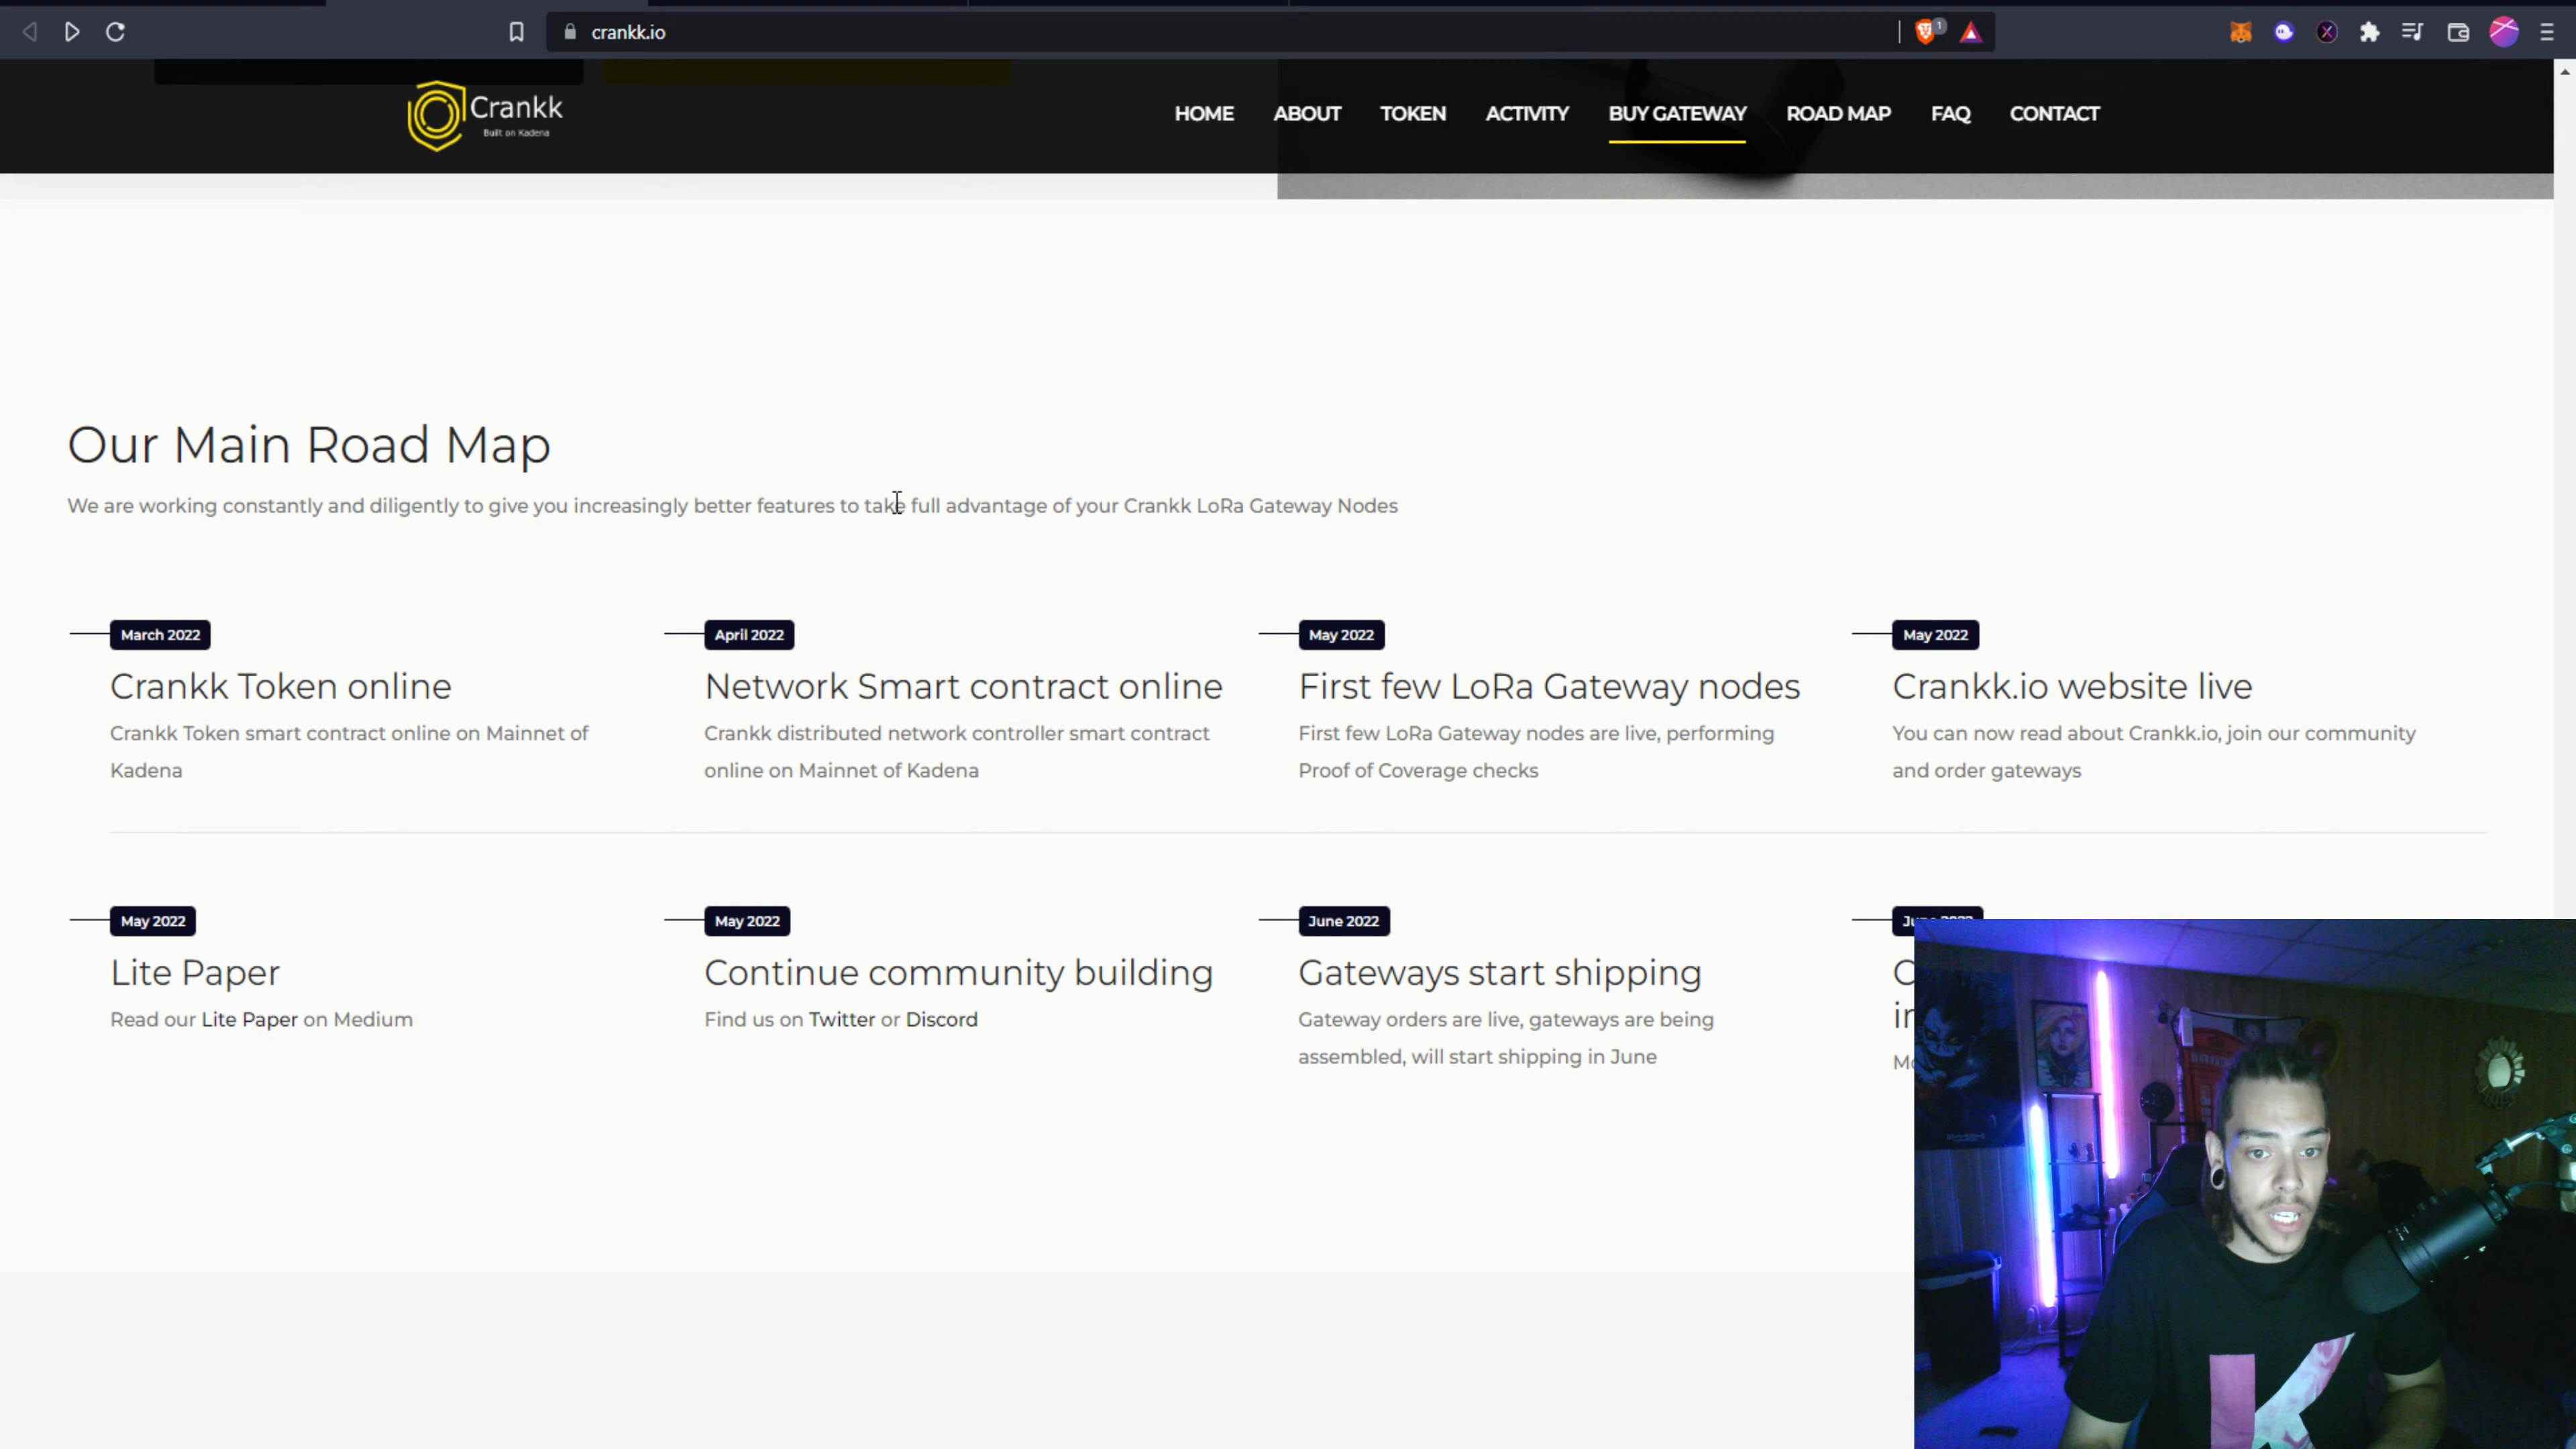 crankk.io
1
Crankk
Built on Kadena
HOME ABOUT TOKEN ACTIVITY BUY GATEWAY ROAD MAP FAQ CONTACT
Our Main Road Map
We are working constantly and diligently to give you increasingly better features to take full advantage of your Crankk LoRa Gateway Nodes
March 2022
Crankk Token online
Crankk Token smart contract online on Mainnet of
Kadena
April 2022
Network Smart contract online
Crankk distributed network controller smart contract
online on Mainnet of Kadena
May 2022
First few LoRa Gateway nodes
First few LoRa Gateway nodes are live, performing
Proof of Coverage checks
May 2022
Crankk.io website live
You can now read about Crankk.io, join our community
and order gateways
May 2022
Lite Paper
Read our Lite Paper on Medium
May 2022
Continue community building
Find us on Twitter or Discord
June 2022
Gateways start shipping
Gateway orders are live, gateways are being
assembled, will start shipping in June
K